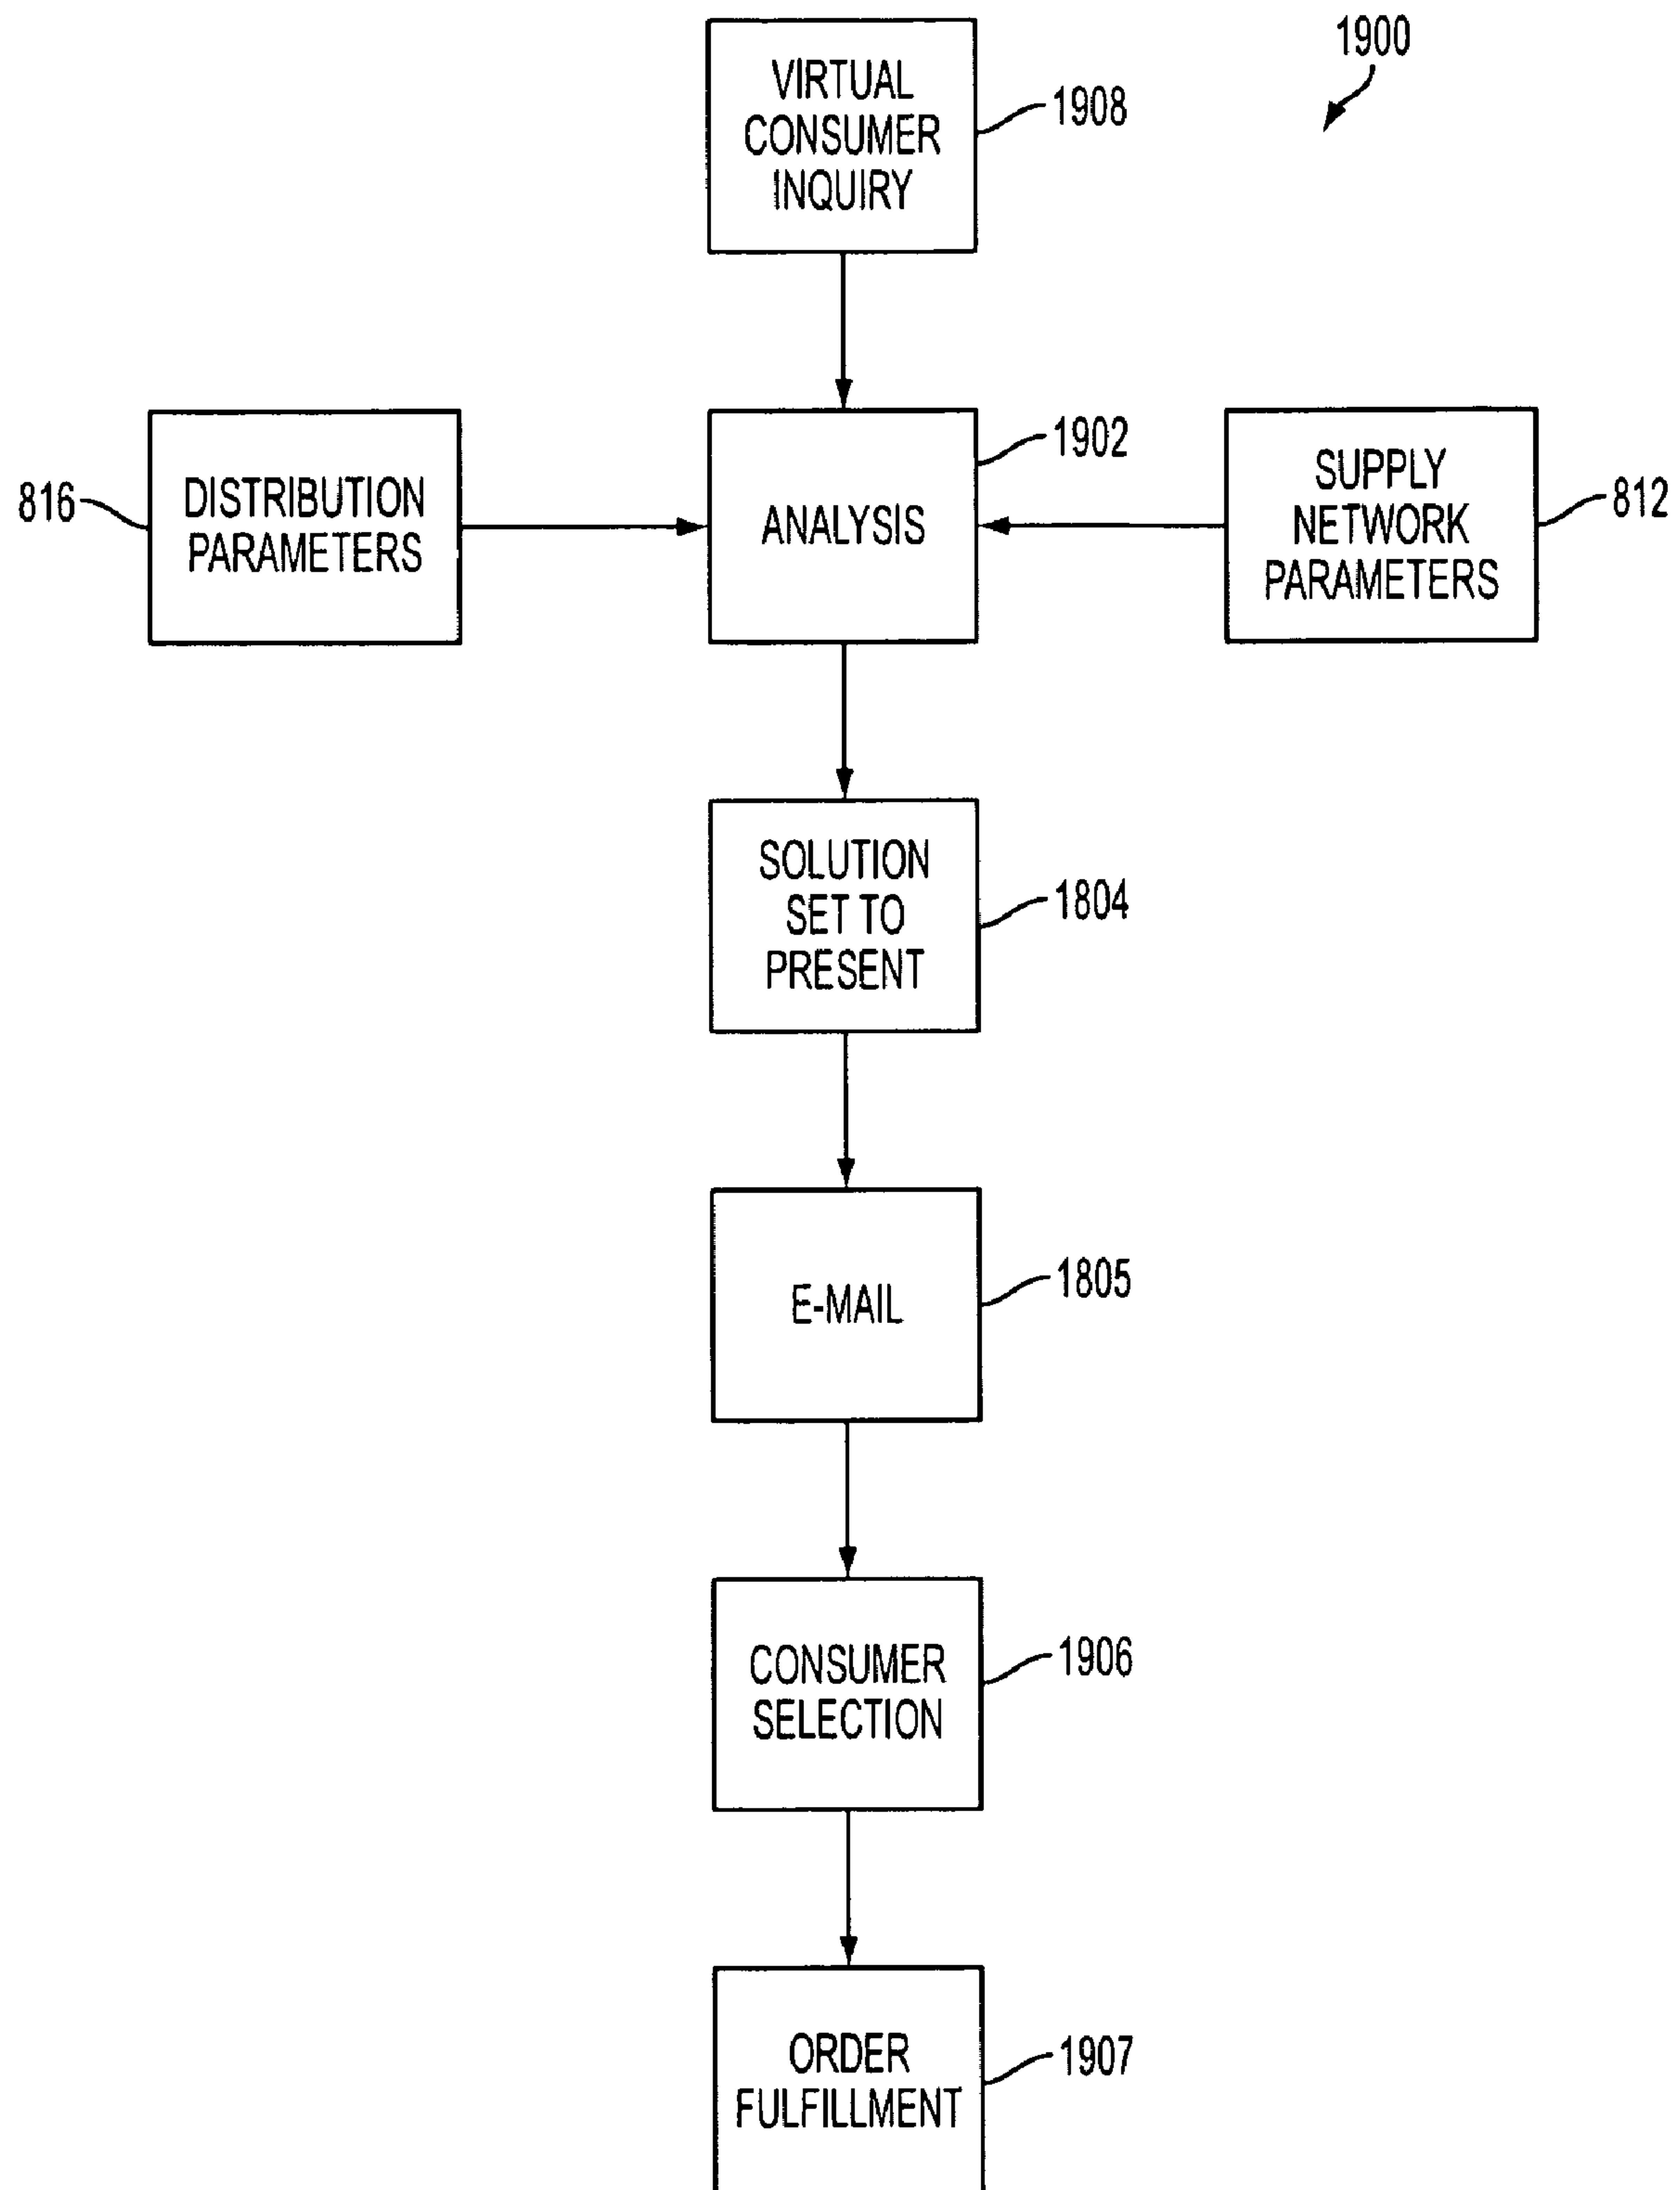 1900
VIRTUAL
CONSUMER
INQUIRY
1908
816
DISTRIBUTION
PARAMETERS
ANALYSIS
1902
SUPPLY
NETWORK
PARAMETERS
812
SOLUTION
SET TO
PRESENT
1804
E-MAIL
1805
CONSUMER
SELECTION
1906
ORDER
FULFILLMENT
1907